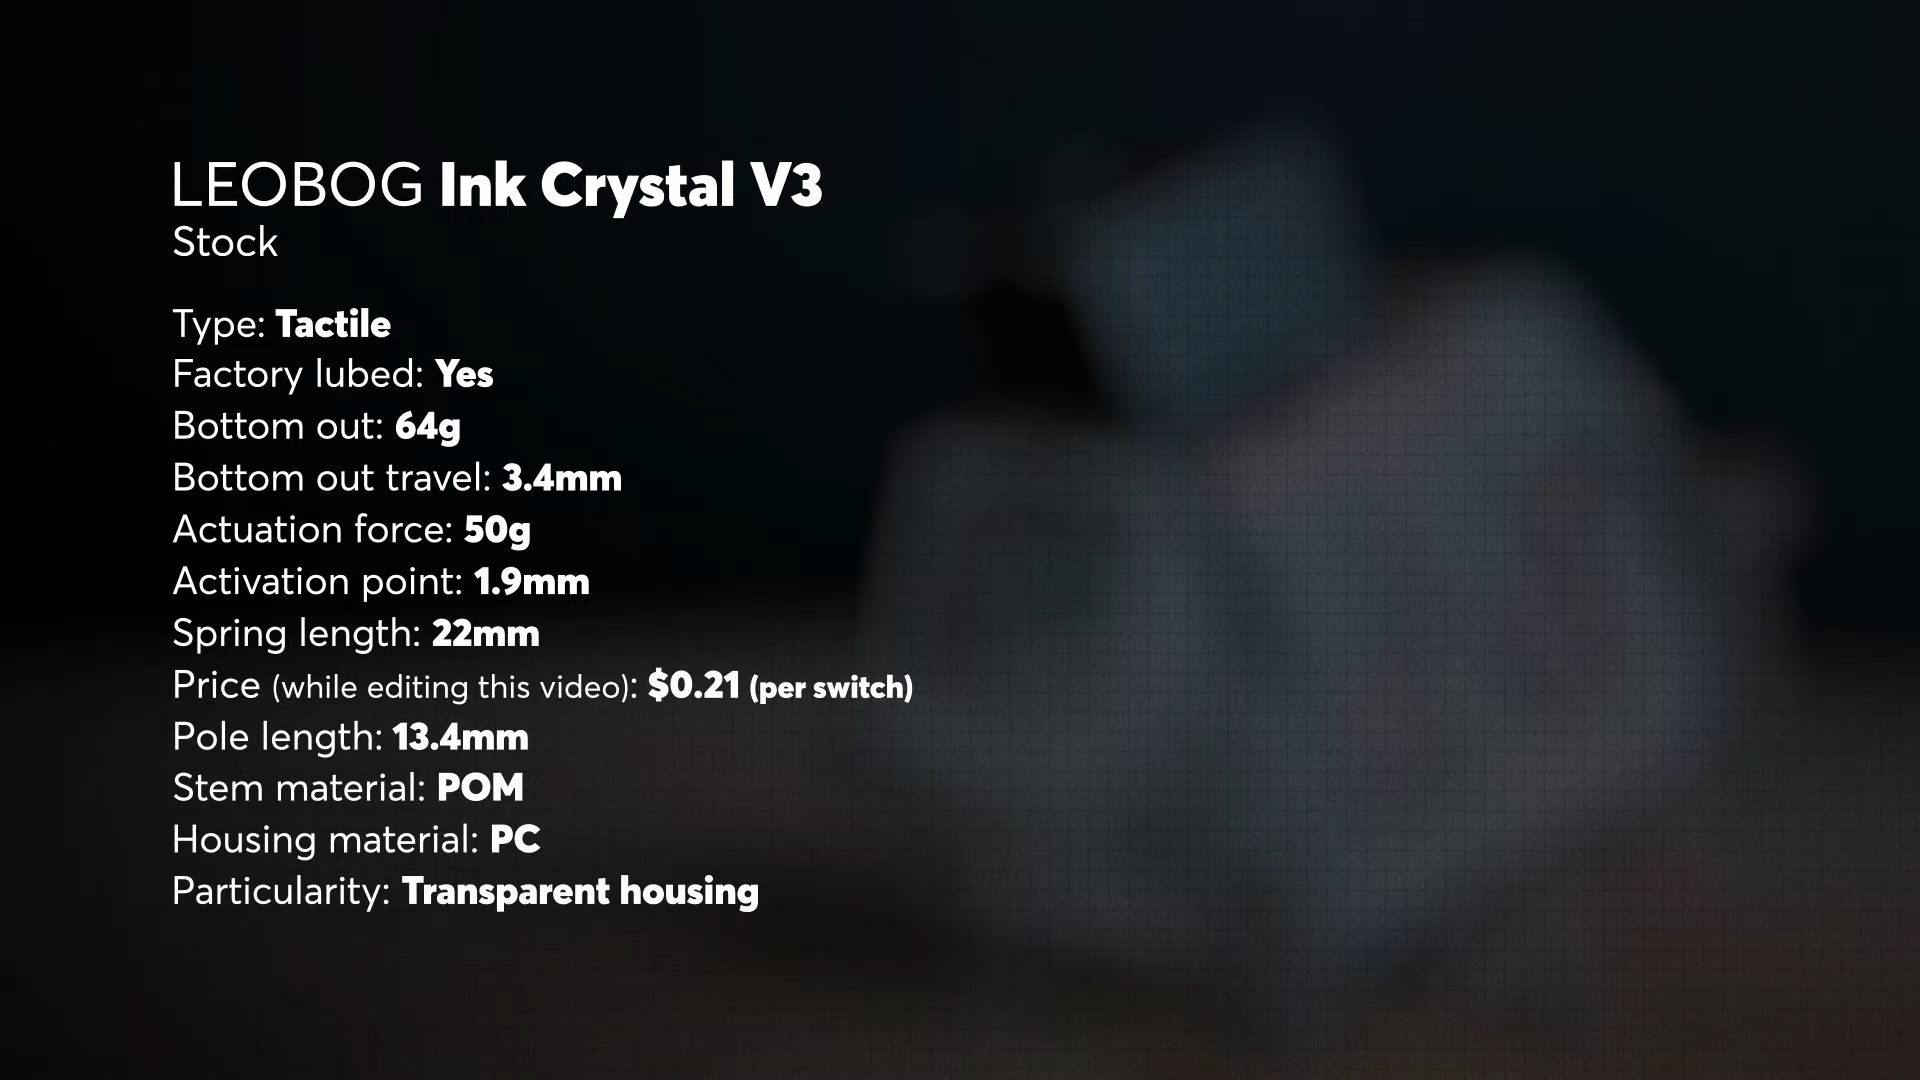 LEOBOG Ink Crystal V3
Stock
Type: Tactile
Factory lubed: Yes
Bottom out: 64g
Bottom out travel: 3.4mm
Actuation force: 50g
Activation point: 1.9mm
Spring length: 22mm
Price (while editing this video): $0.21 (per switch)
Pole length: 13.4mm
Stem material: POM
Housing material: PC
Particularity: Transparent housing